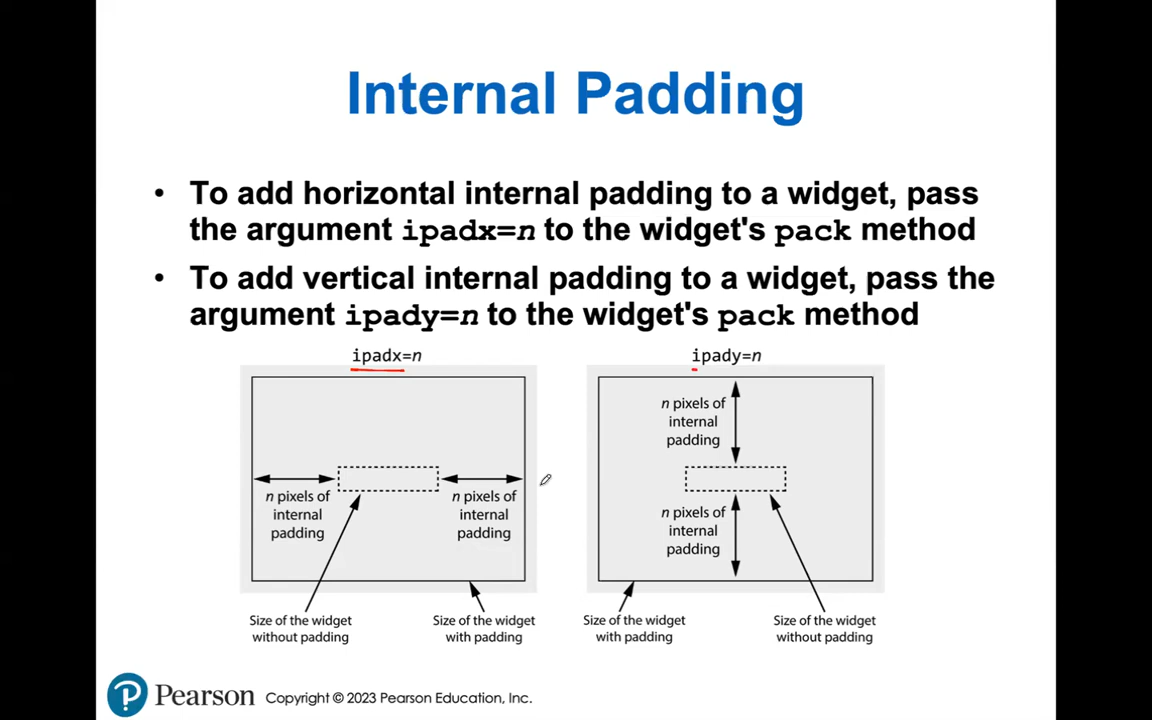 Internal Padding
• To add horizontal internal padding to a widget, pass
the argument ipadx=n to the widget's pack method
• To add vertical internal padding to a widget, pass the
argument ipady=n to the widget's pack method
ipadx=n
n pixels of
internal
padding
n pixels of
internal
padding
Size of the widget
without padding
Size of the widget
with padding
ipady=n
n pixels of
internal
padding
n pixels of
internal
padding
Size of the widget
with padding
Size of the widget
without padding
P Pearson
Copyright © 2023 Pearson Education, Inc.